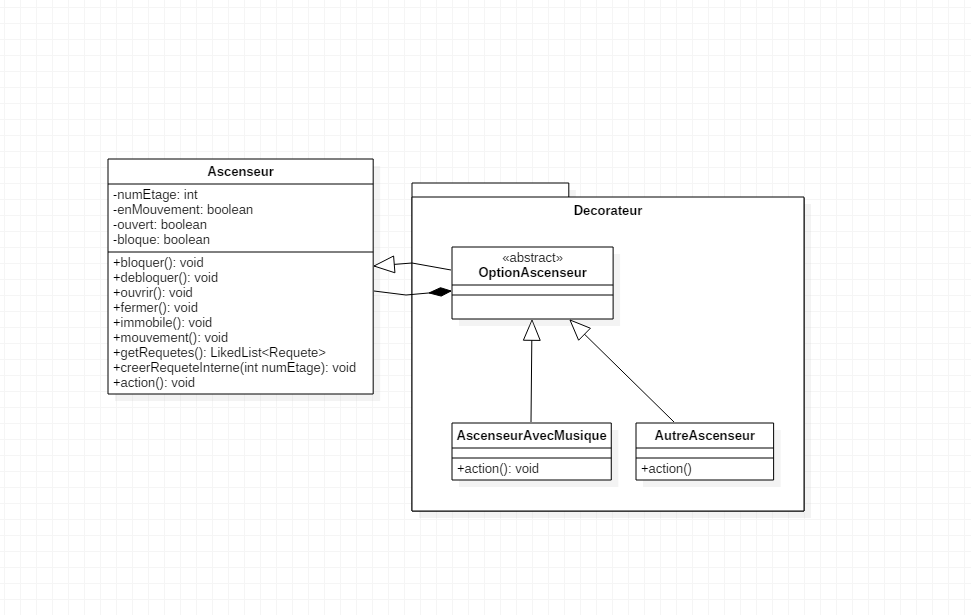 Ascenseur
-numEtage: int
-enMouvement: boolean
-ouvert: boolean
-bloque: boolean
+bloquer(): void
+debloquer(): void
+ouvrir(): void
+fermer(): void
+immobile(): void
+mouvement(): void
+getRequetes(): LikedList<Requete>
+creerRequeteInterne(int numEtage): void
+action(): void
Decorateur
«abstract»
OptionAscenseur
AscenseurAvecMusique
+action(): void
AutreAscenseur
+action()